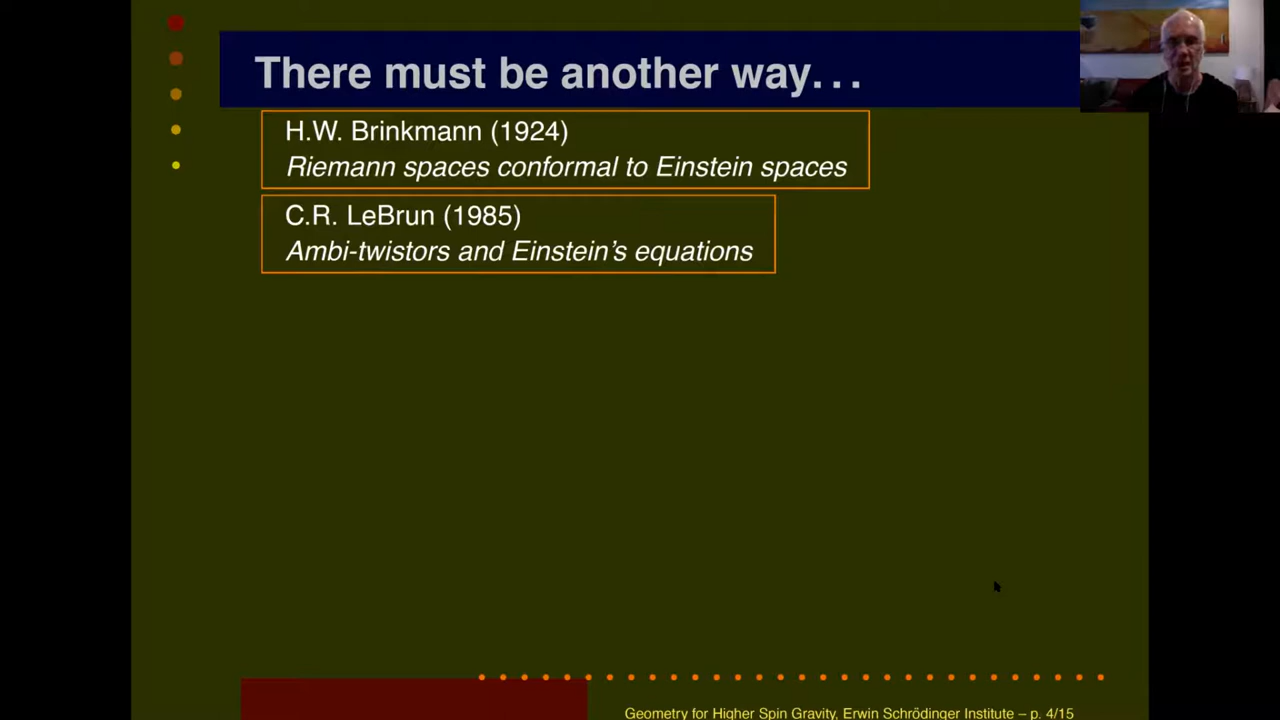 There must be another way...
H.W. Brinkmann (1924)
Riemann spaces conformal to Einstein spaces
C.R. LeBrun (1985)
Ambi-twistors and Einstein's equations
Geometry for Higher Spin Gravity, Erwin Schrödinger Institute – p. 4/15